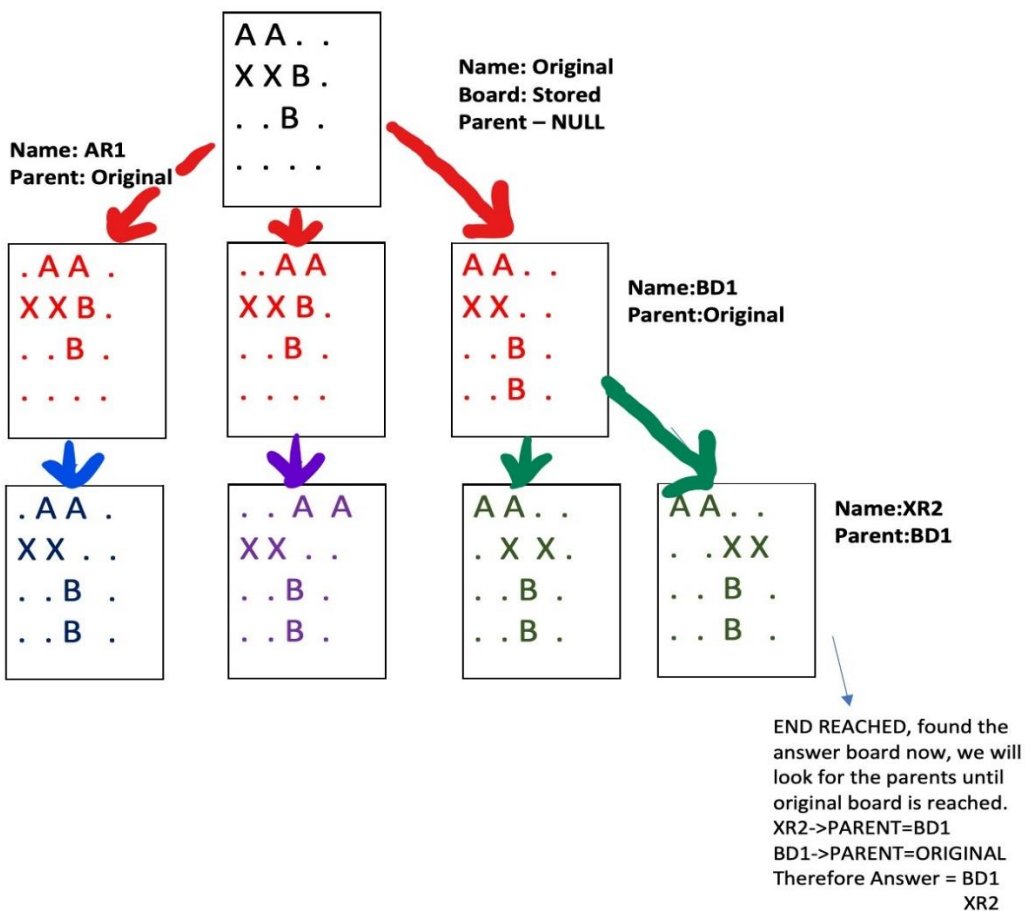 A A . .
X X B .
. . B .
. . . .
Name: Original
Board: Stored
Parent – NULL
Name: AR1
Parent: Original
. A A .
X X B .
. . B .
. . . .
. . A A
X X B .
. . B .
. . . .
A A . .
X X . .
. . B .
. . B .
Name:BD1
Parent:Original
. A A .
X X . .
. . B .
. . B .
. . A A
X X . .
. . B .
. . B .
A A . .
. X X .
. . B .
. . B .
A A . .
. . X X
. . B .
. . B .
Name:XR2
Parent:BD1
END REACHED, found the
answer board now, we will
look for the parents until
original board is reached.
XR2->PARENT=BD1
BD1->PARENT=ORIGINAL
Therefore Answer = BD1
XR2